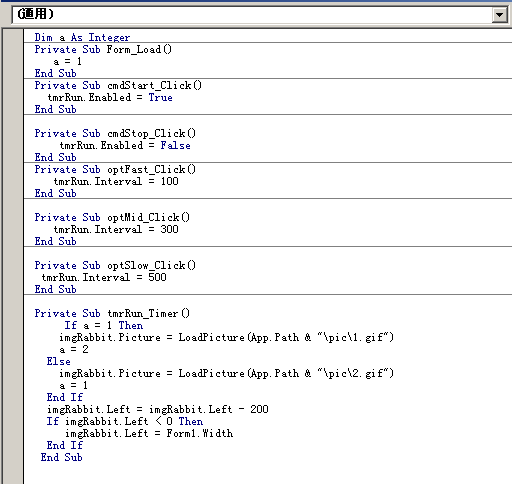 (通用)
Dim a As Integer
Private Sub Form_Load()
a = 1
End Sub
Private Sub cmdStart_Click()
tmrRun.Enabled = True
End Sub
Private Sub cmdStop_Click()
tmrRun.Enabled = False
End Sub
Private Sub optFast_Click()
tmrRun.Interval = 100
End Sub
Private Sub optMid_Click()
tmrRun.Interval = 300
End Sub
Private Sub optSlow_Click()
tmrRun.Interval = 500
End Sub
Private Sub tmrRun_Timer()
If a = 1 Then
imgRabbit.Picture = LoadPicture(App.Path & "\pic\1.gif")
a = 2
Else
imgRabbit.Picture = LoadPicture(App.Path & "\pic\2.gif")
a = 1
End If
imgRabbit.Left = imgRabbit.Left - 200
If imgRabbit.Left < 0 Then
imgRabbit.Left = Form1.Width
End If
End Sub